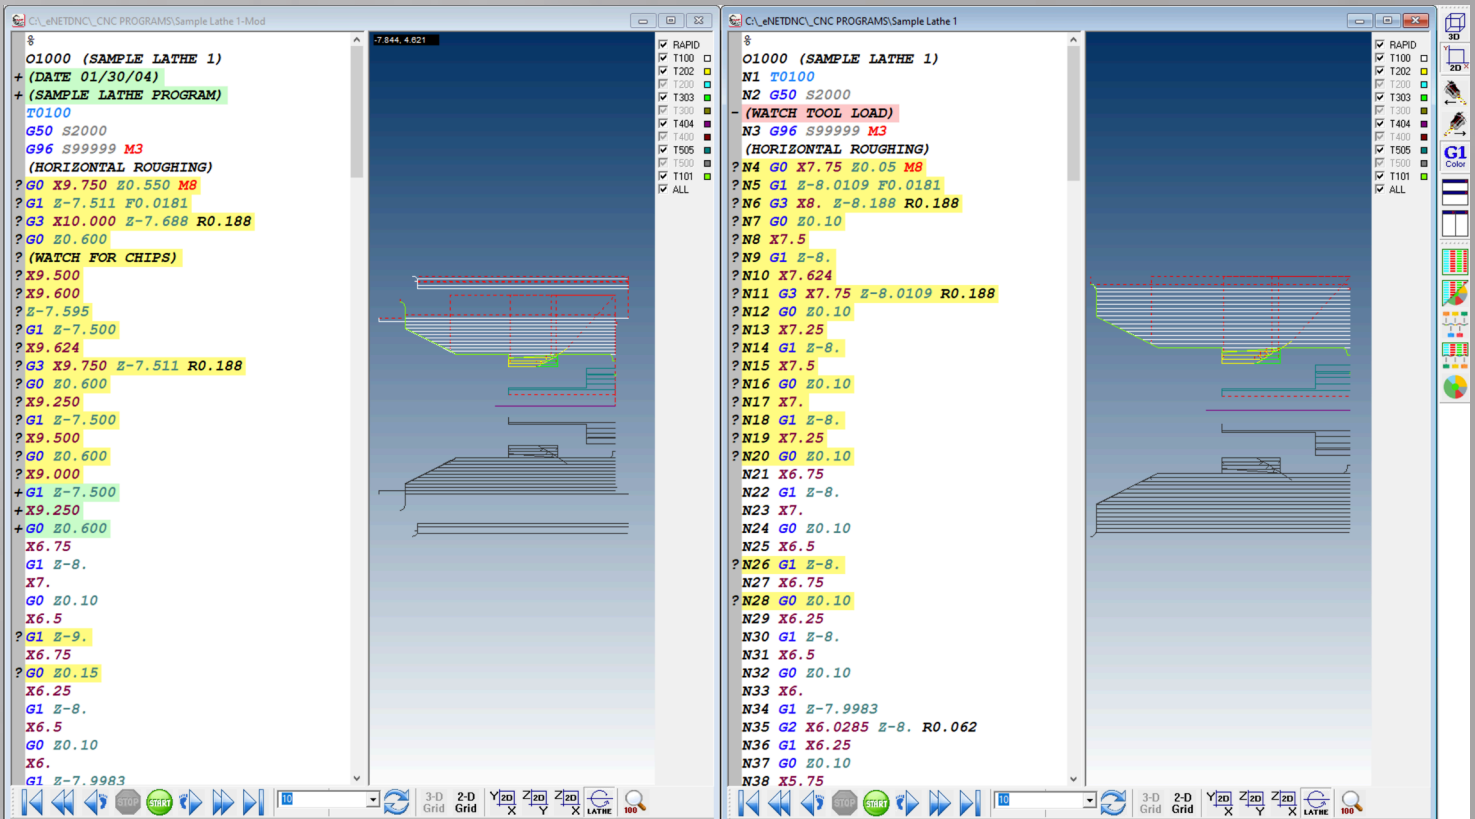 C:\_eNETDNC\_CNC PROGRAMS\Sample Lathe 1-Mod
%
O1000 (SAMPLE LATHE 1)
+ (DATE 01/30/04)
+ (SAMPLE LATHE PROGRAM)
T0100
G50 S2000
G96 S99999 M3
(HORIZONTAL ROUGHING)
? G0 X9.750 Z0.550 M8
? G1 Z-7.511 F0.0181
? G3 X10.000 Z-7.688 R0.188
? G0 Z0.600
? (WATCH FOR CHIPS)
? X9.500
? X9.600
? Z-7.595
? G1 Z-7.500
? X9.624
? G3 X9.750 Z-7.511 R0.188
? G0 Z0.600
? X9.250
? G1 Z-7.500
? X9.500
? G0 Z0.600
? X9.000
+ G1 Z-7.500
+ X9.250
+ G0 Z0.600
X6.75
G1 Z-8.
X7.
G0 Z0.10
X6.5
? G1 Z-9.
X6.75
? G0 Z0.15
X6.25
G1 Z-8.
X6.5
G0 Z0.10
X6.
G1 Z-7.9983
-7.844, 4.621
RAPID
T100
T202
T200
T303
T300
T404
T400
T505
T500
T101
ALL
STOP
START
10
3-D Grid
2-D Grid
Y 2D X
Z 2D Y
Z 2D X
LATHE
100
C:\_eNETDNC\_CNC PROGRAMS\Sample Lathe 1
%
O1000 (SAMPLE LATHE 1)
N1 T0100
N2 G50 S2000
- (WATCH TOOL LOAD)
N3 G96 S99999 M3
(HORIZONTAL ROUGHING)
? N4 G0 X7.75 Z0.05 M8
? N5 G1 Z-8.0109 F0.0181
? N6 G3 X8. Z-8.188 R0.188
? N7 G0 Z0.10
? N8 X7.5
? N9 G1 Z-8.
? N10 X7.624
? N11 G3 X7.75 Z-8.0109 R0.188
? N12 G0 Z0.10
? N13 X7.25
? N14 G1 Z-8.
? N15 X7.5
? N16 G0 Z0.10
? N17 X7.
? N18 G1 Z-8.
? N19 X7.25
? N20 G0 Z0.10
N21 X6.75
N22 G1 Z-8.
N23 X7.
N24 G0 Z0.10
N25 X6.5
? N26 G1 Z-8.
N27 X6.75
? N28 G0 Z0.10
N29 X6.25
N30 G1 Z-8.
N31 X6.5
N32 G0 Z0.10
N33 X6.
N34 G1 Z-7.9983
N35 G2 X6.0285 Z-8. R0.062
N36 G1 X6.25
N37 G0 Z0.10
N38 X5.75
RAPID
T100
T202
T200
T303
T300
T404
T400
T505
T500
T101
ALL
STOP
START
10
3-D Grid
2-D Grid
Y 2D X
Z 2D Y
Z 2D X
LATHE
100
3D
2D
G1
Color